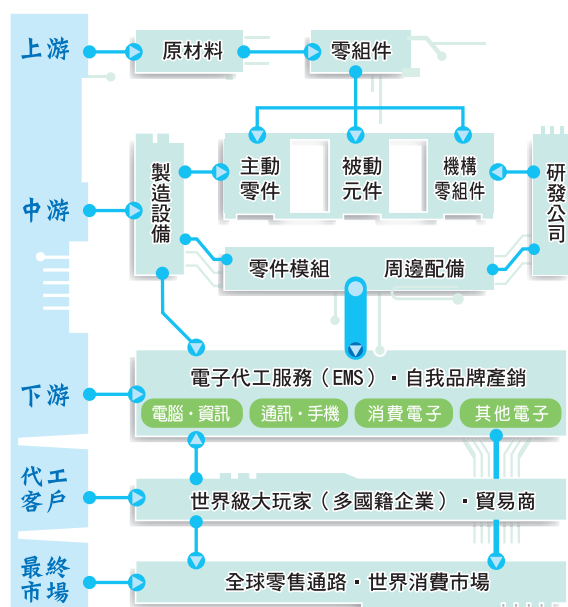 上游
原材料
零組件
中游
製造設備
主動
零件
被動
元件
機構
零組件
研發公司
零件模組
周邊配備
下游
電子代工服務（EMS）・自我品牌產銷
電腦・資訊
通訊・手機
消費電子
其他電子
代工
客戶
世界級大玩家（多國籍企業）・貿易商
最終
市場
全球零售通路・世界消費市場